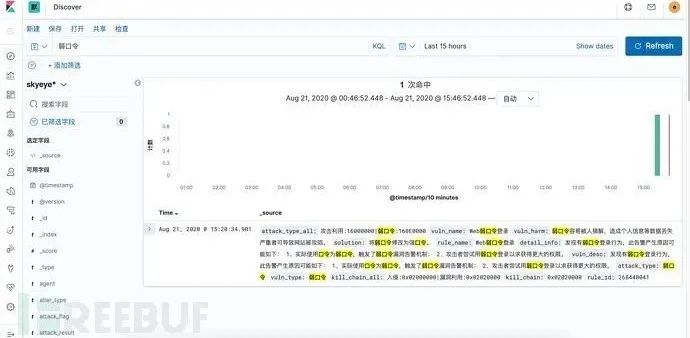 Discover
新建 保存 打开 共享 检查
弱口令 KQL Last 15 hours Show dates Refresh
+ 添加筛选
skyeye*
搜索字段
已筛选字段 0
选定字段
_source
可用字段
@timestamp
@version
_id
_index
_score
_type
agent
alter_type
attack_flag
attack_result
1 次命中
Aug 21, 2020 @ 00:46:52.448 - Aug 21, 2020 @ 15:46:52.448 — 自动
计数
1
0.8
0.6
0.4
0.2
0
01:00 02:00 03:00 04:00 05:00 06:00 07:00 08:00 09:00 10:00 11:00 12:00 13:00 14:00 15:00
@timestamp/10 minutes
Time _source
Aug 21, 2020 @ 15:20:34.901
attack_type_all: 攻击利用:16000000|弱口令:160E0000 vuln_name: Web弱口令登录 vuln_harm: 弱口令容易被人猜解，造成个人信息等数据丢失
严重者可导致网站被攻陷。 solution: 将弱口令修改为强口令。 rule_name: Web弱口令登录 detail_info: 发现有弱口令登录行为，此告警产生原因可
能如下： 1、实际使用口令为弱口令，触发了弱口令漏洞告警机制； 2、攻击者尝试用弱口令登录以求获得更大的权限。 vuln_desc: 发现有弱口令登录行为，
此告警产生原因可能如下： 1、实际使用口令为弱口令，触发了弱口令漏洞告警机制； 2、攻击者尝试用弱口令登录以求获得更大的权限。 attack_type: 弱口
令 vuln_type: 弱口令 kill_chain_all: 入侵:0x02000000|漏洞利用:0x02020000 kill_chain: 0x02020000 rule_id: 268440041
FREEBUF